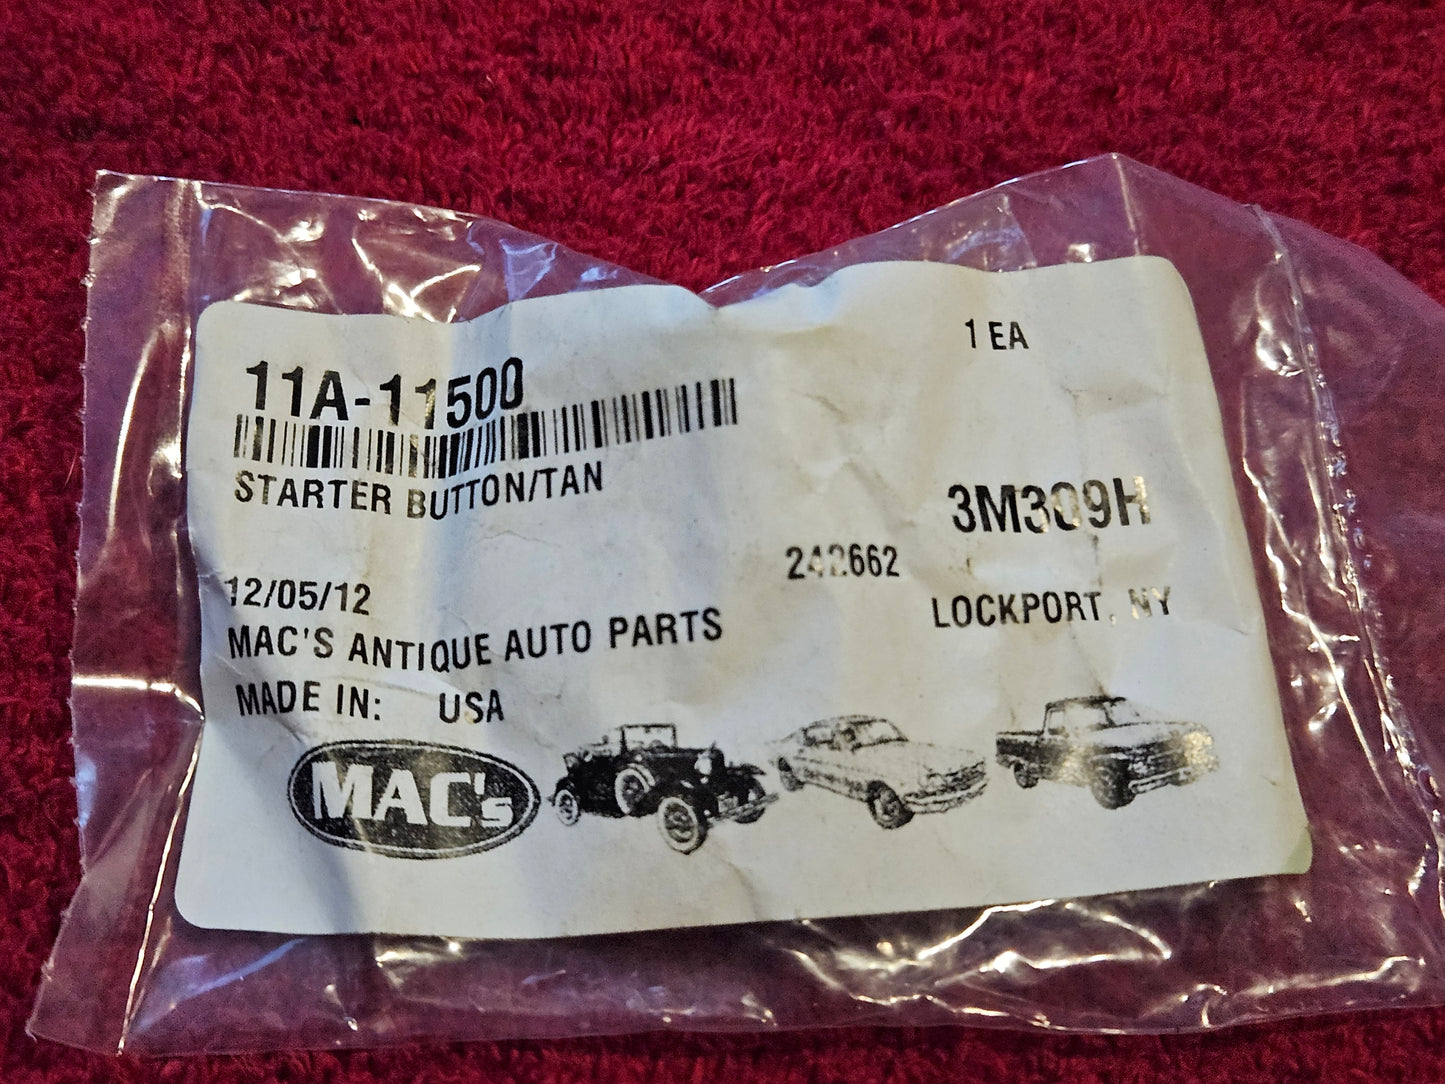 1 EA
11A-11500
STARTER BUTTON/TAN
3M309H
242662
12/05/12
LOCKPORT, NY
MAC'S ANTIQUE AUTO PARTS
MADE IN: USA
MAC's